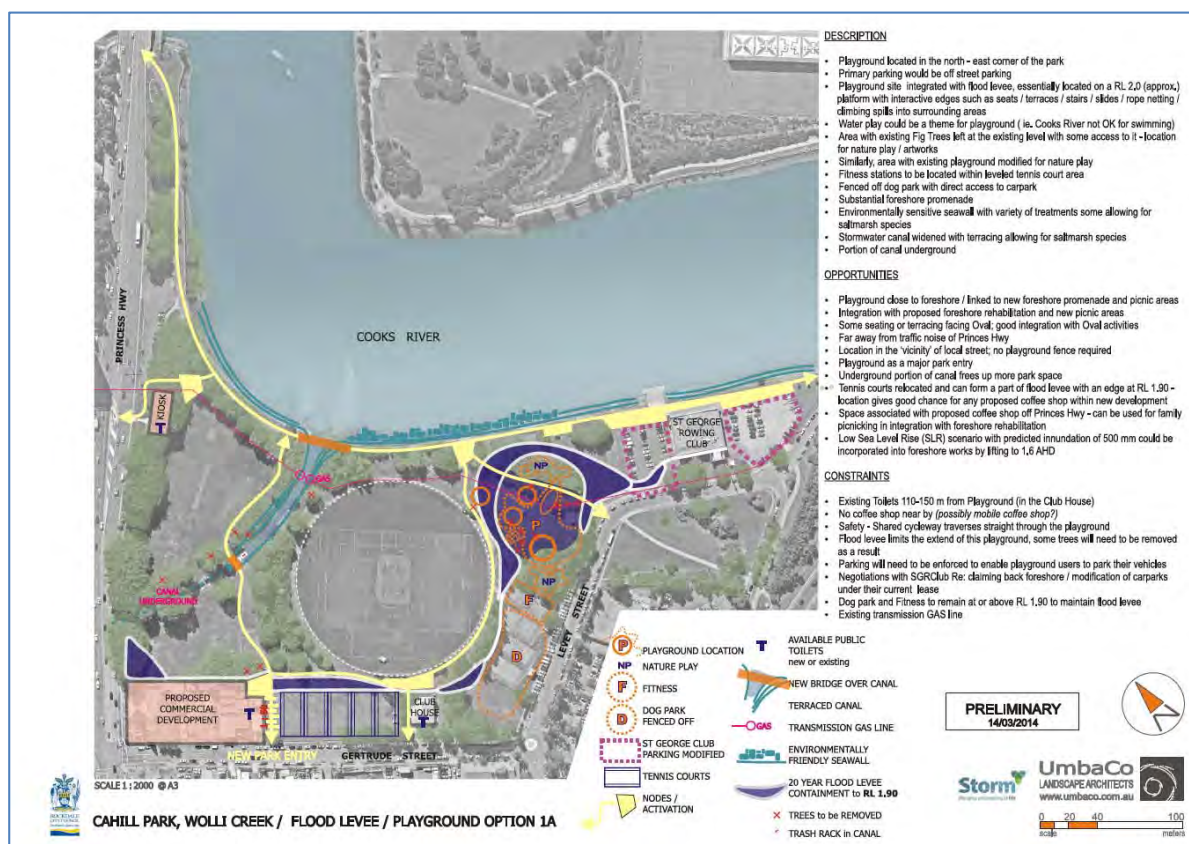 DESCRIPTION
• Playground located in the north - east corner of the park
• Primary parking would be off street parking
• Playground site integrated with flood levee, essentially located on a RL 2.0 (approx.)
platform with interactive edges such as seats / terraces / stairs / slides / rope netting /
climbing spills into surrounding areas
• Water play could be a theme for playground ( ie. Cooks River not OK for swimming)
• Area with existing Fig Trees left at the existing level with some access to it - location
for nature play / artworks
• Similarly, area with existing playground modified for nature play
• Fitness stations to be located within leveled tennis court area
• Fenced off dog park with direct access to carpark
• Substantial foreshore promenade
• Environmentally sensitive seawall with variety of treatments some allowing for
saltmarsh species
• Stormwater canal widened with terracing allowing for saltmarsh species
• Portion of canal underground
OPPORTUNITIES
• Playground close to foreshore / linked to new foreshore promenade and picnic areas
• Integration with proposed foreshore rehabilitation and new picnic areas
• Some seating or terracing facing Oval; good integration with Oval activities
• Far away from traffic noise of Princes Hwy
• Location in the 'vicinity' of local street; no playground fence required
• Playground as a major park entry
• Underground portion of canal frees up more park space
• Tennis courts relocated and can form a part of flood levee with an edge at RL 1.90 -
location gives good chance for any proposed coffee shop within new development
• Space associated with proposed coffee shop off Princes Hwy - can be used for family
picnicking in integration with foreshore rehabilitation
• Low Sea Level Rise (SLR) scenario with predicted innundation of 500 mm could be
incorporated into foreshore works by lifting to 1.6 AHD
CONSTRAINTS
• Existing Toilets 110-150 m from Playground (in the Club House)
• No coffee shop near by (possibly mobile coffee shop?)
• Safety - Shared cycleway traverses straight through the playground
• Flood levee limits the extend of this playground, some trees will need to be removed
as a result
• Parking will need to be enforced to enable playground users to park their vehicles
• Negotiations with SGRClub Re: claiming back foreshore / modification of carparks
under their current lease
• Dog park and Fitness to remain at or above RL 1.90 to maintain flood levee
• Existing transmission GAS line
PRINCESS HWY
COOKS RIVER
KIOSK
T
GAS
ST GEORGE
ROWING
CLUB
NP
P
NP
F
D
LEVEY STREET
CANAL
UNDERGROUND
PROPOSED
COMMERCIAL
DEVELOPMENT
T
CLUB
HOUSE
T
NEW PARK ENTRY
GERTRUDE STREET
P PLAYGROUND LOCATION
NP NATURE PLAY
F FITNESS
D DOG PARK
FENCED OFF
ST GEORGE CLUB
PARKING MODIFIED
TENNIS COURTS
NODES /
ACTIVATION
T AVAILABLE PUBLIC
TOILETS
new or existing
NEW BRIDGE OVER CANAL
TERRACED CANAL
GAS TRANSMISSION GAS LINE
ENVIRONMENTALLY
FRIENDLY SEAWALL
20 YEAR FLOOD LEVEE
CONTAINMENT to RL 1,90
TREES to be REMOVED
TRASH RACK in CANAL
PRELIMINARY
14/03/2014
SCALE 1 : 2000 @ A3
CAHILL PARK, WOLLI CREEK / FLOOD LEVEE / PLAYGROUND OPTION 1A
Storm
UmbaCo
LANDSCAPE ARCHITECTS
www.umbaco.com.au
0 20 40 100
scale meters